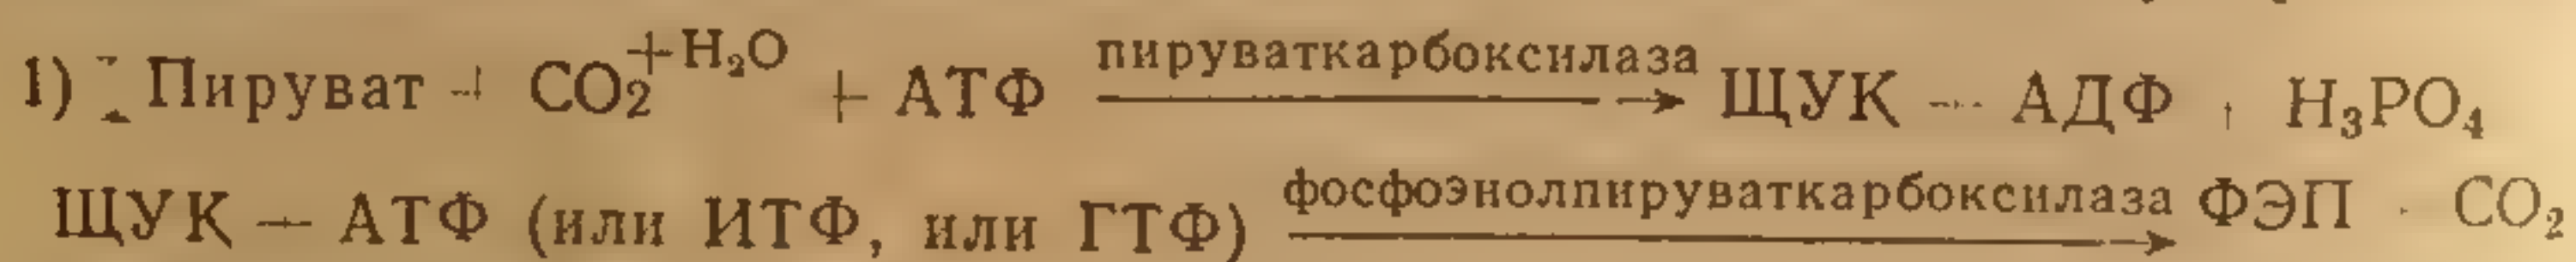 1) Пируват + CO₂ + H₂O + АТФ пируваткарбоксилаза → ЩУК + АДФ + H₃PO₄
ЩУК + АТФ (или ИТФ, или ГТФ) фосфоэнолпируваткарбоксилаза → ФЭП + CO₂